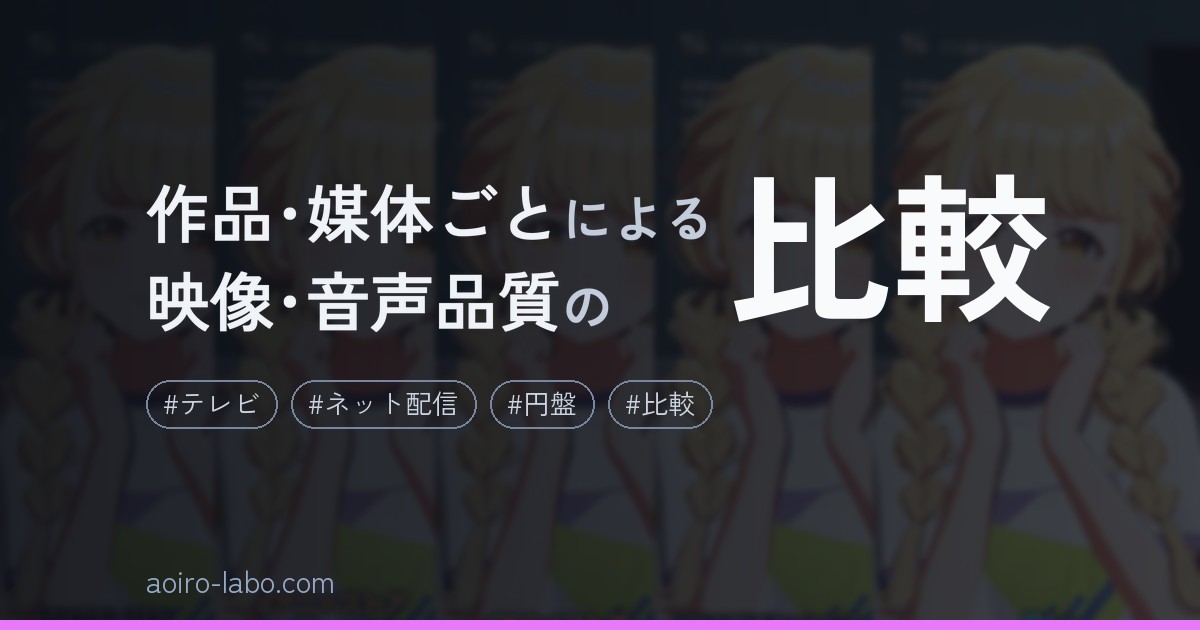 作品・媒体ごとによる
映像・音声品質の
比較
#テレビ #ネット配信 #円盤 #比較
aoiro-labo.com